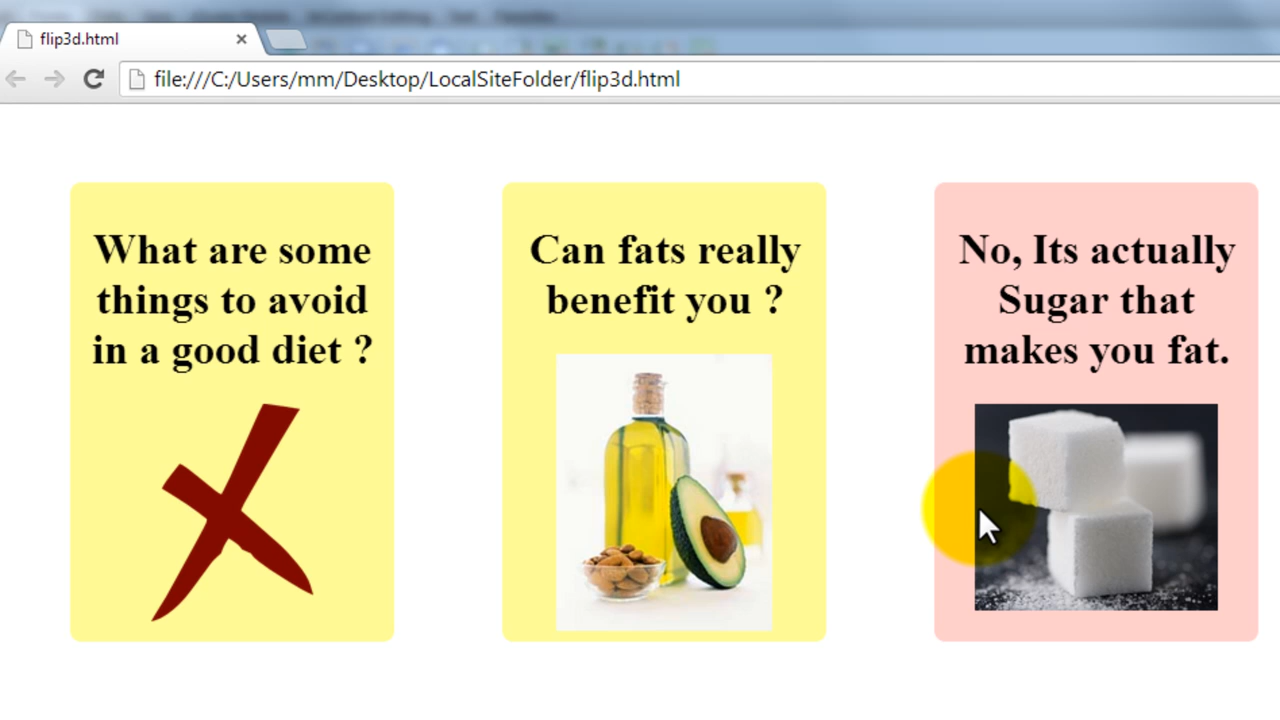 flip3d.html
file:///C:/Users/mm/Desktop/LocalSiteFolder/flip3d.html
What are some
things to avoid
in a good diet ?
Can fats really
benefit you ?
No, Its actually
Sugar that
makes you fat.